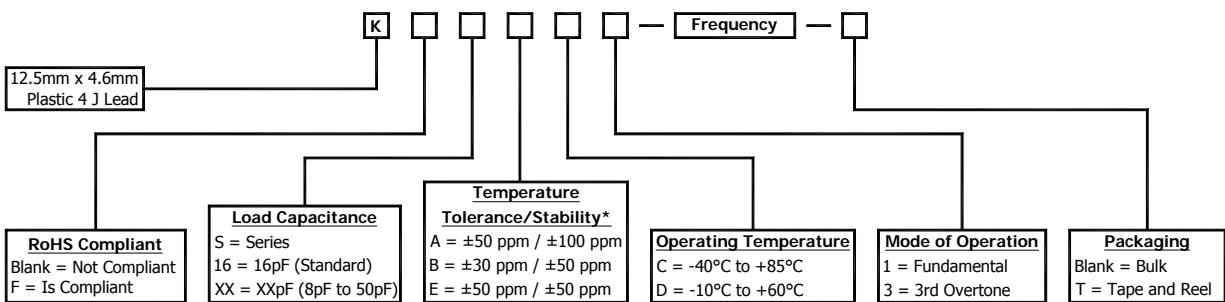 K
Frequency
12.5mm x 4.6mm
Plastic 4 J Lead
RoHS Compliant
Blank = Not Compliant
F = Is Compliant
Load Capacitance
S = Series
16 = 16pF (Standard)
XX = XXpF (8pF to 50pF)
Temperature
Tolerance/Stability*
A = ±50 ppm / ±100 ppm
B = ±30 ppm / ±50 ppm
E = ±50 ppm / ±50 ppm
Operating Temperature
C = -40°C to +85°C
D = -10°C to +60°C
Mode of Operation
1 = Fundamental
3 = 3rd Overtone
Packaging
Blank = Bulk
T = Tape and Reel